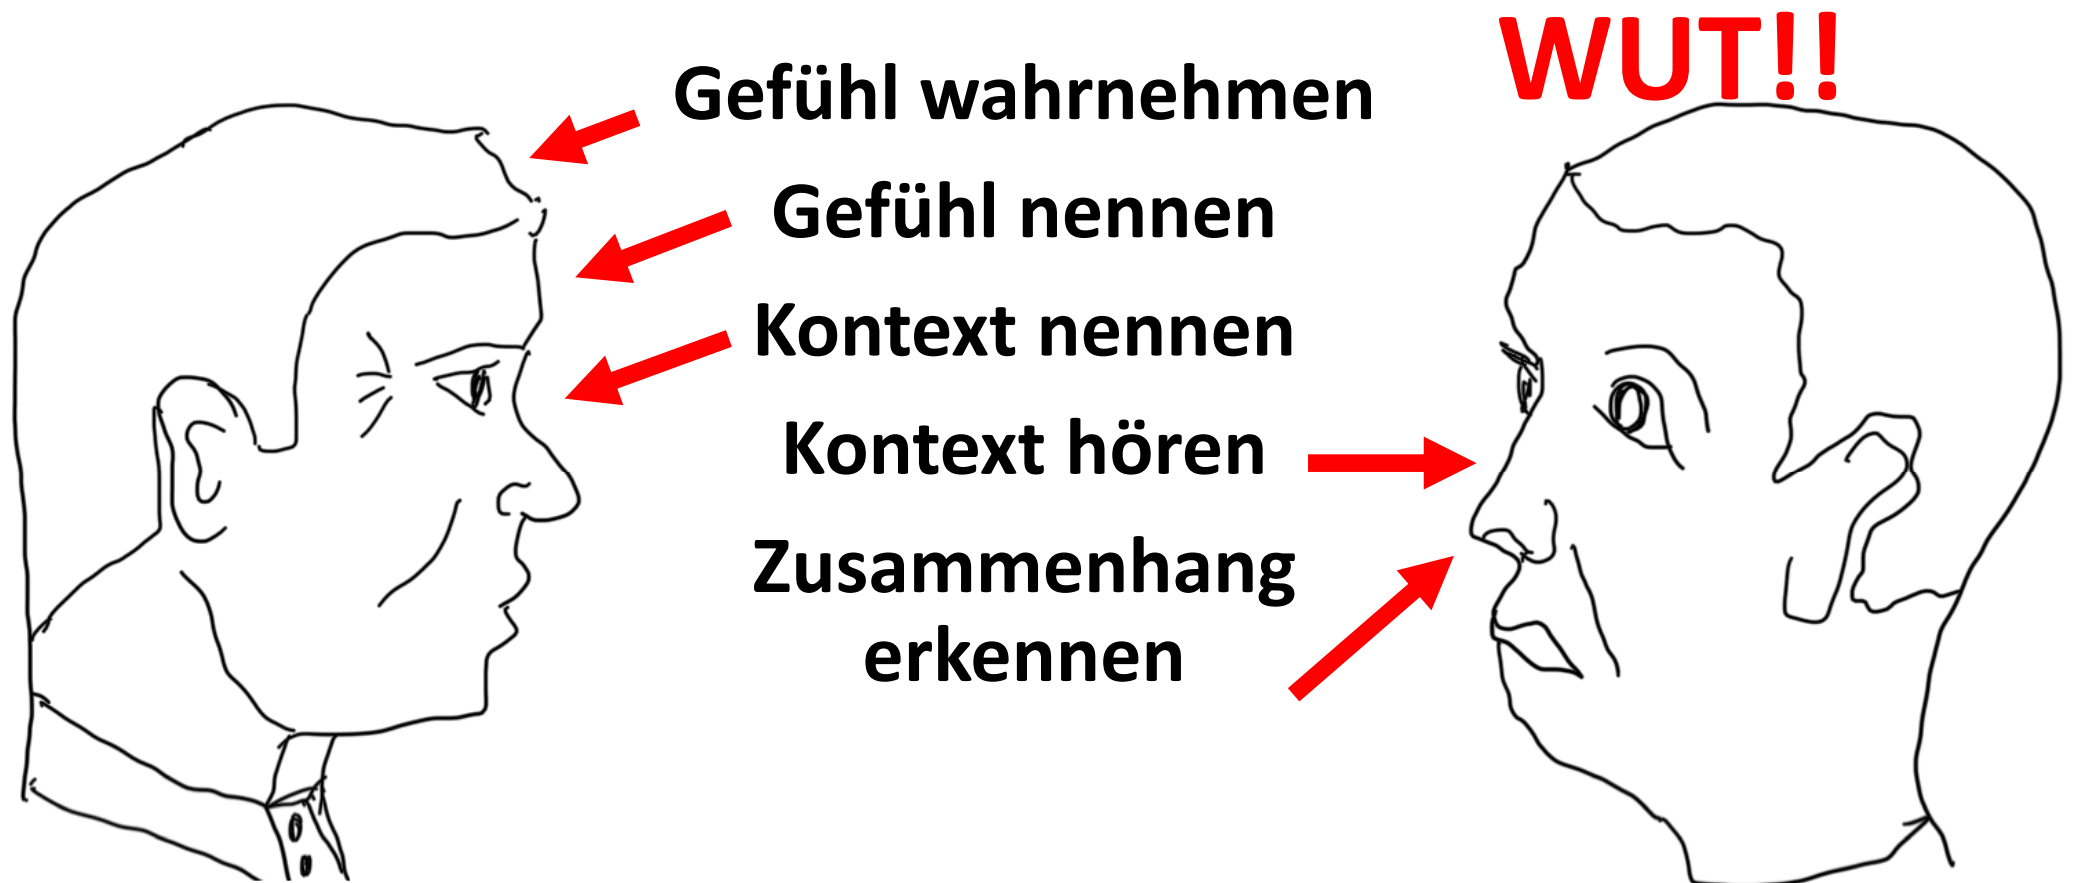 WUT!!
Gefühl wahrnehmen
Gefühl nennen
Kontext nennen
Kontext hören
Zusammenhang
erkennen